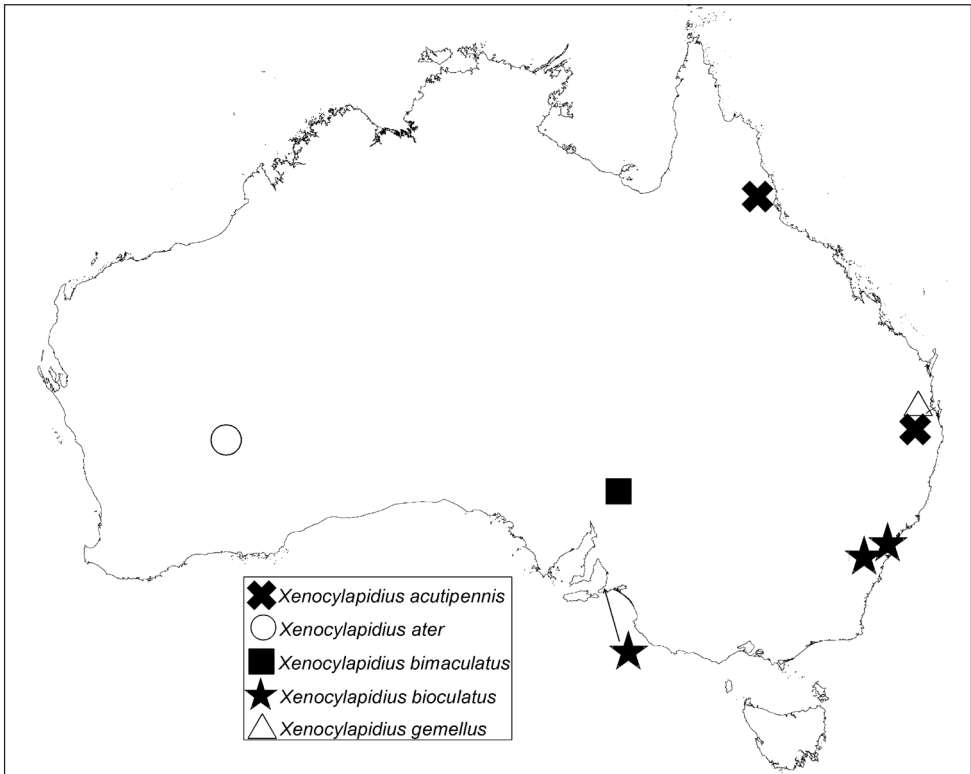 Xenocylapidius acutipennis
Xenocylapidius ater
Xenocylapidius bimaculatus
Xenocylapidius bioculatus
Xenocylapidius gemellus